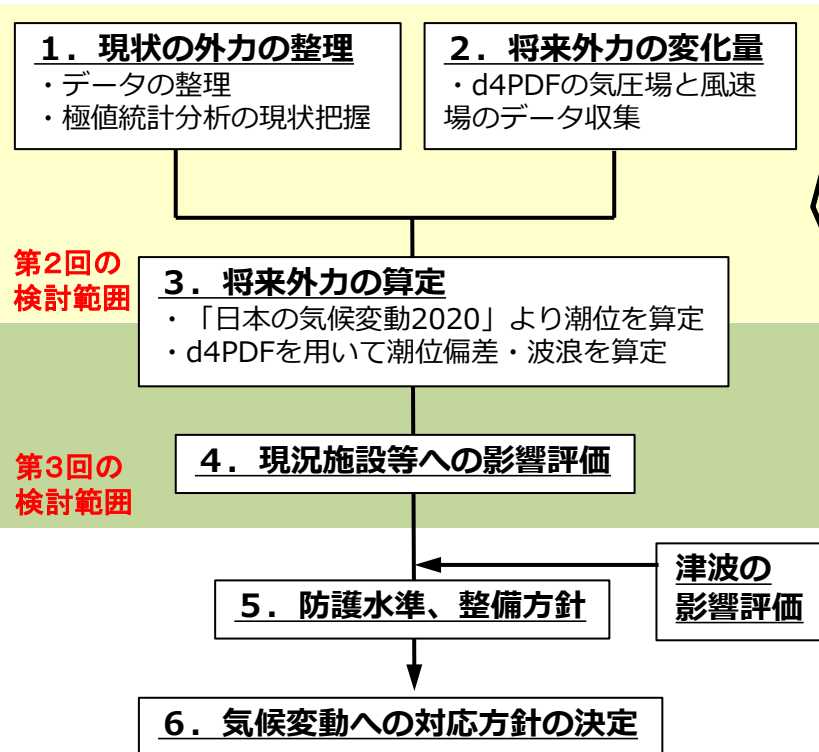 １．現状の外力の整理
・データの整理
・極値統計分析の現状把握
２．将来外力の変化量
・d4PDFの気圧場と風速
場のデータ収集
第2回の
検討範囲
３．将来外力の算定
・「日本の気候変動2020」より潮位を算定
・d4PDFを用いて潮位偏差・波浪を算定
第3回の
検討範囲
４．現況施設等への影響評価
津波の
影響評価
５．防護水準、整備方針
６．気候変動への対応方針の決定